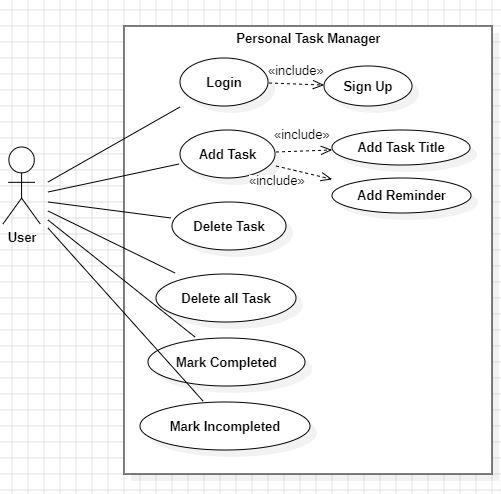 Personal Task Manager
Login
«include»
Sign Up
Add Task
«include»
Add Task Title
«include»
Add Reminder
User
Delete Task
Delete all Task
Mark Completed
Mark Incompleted